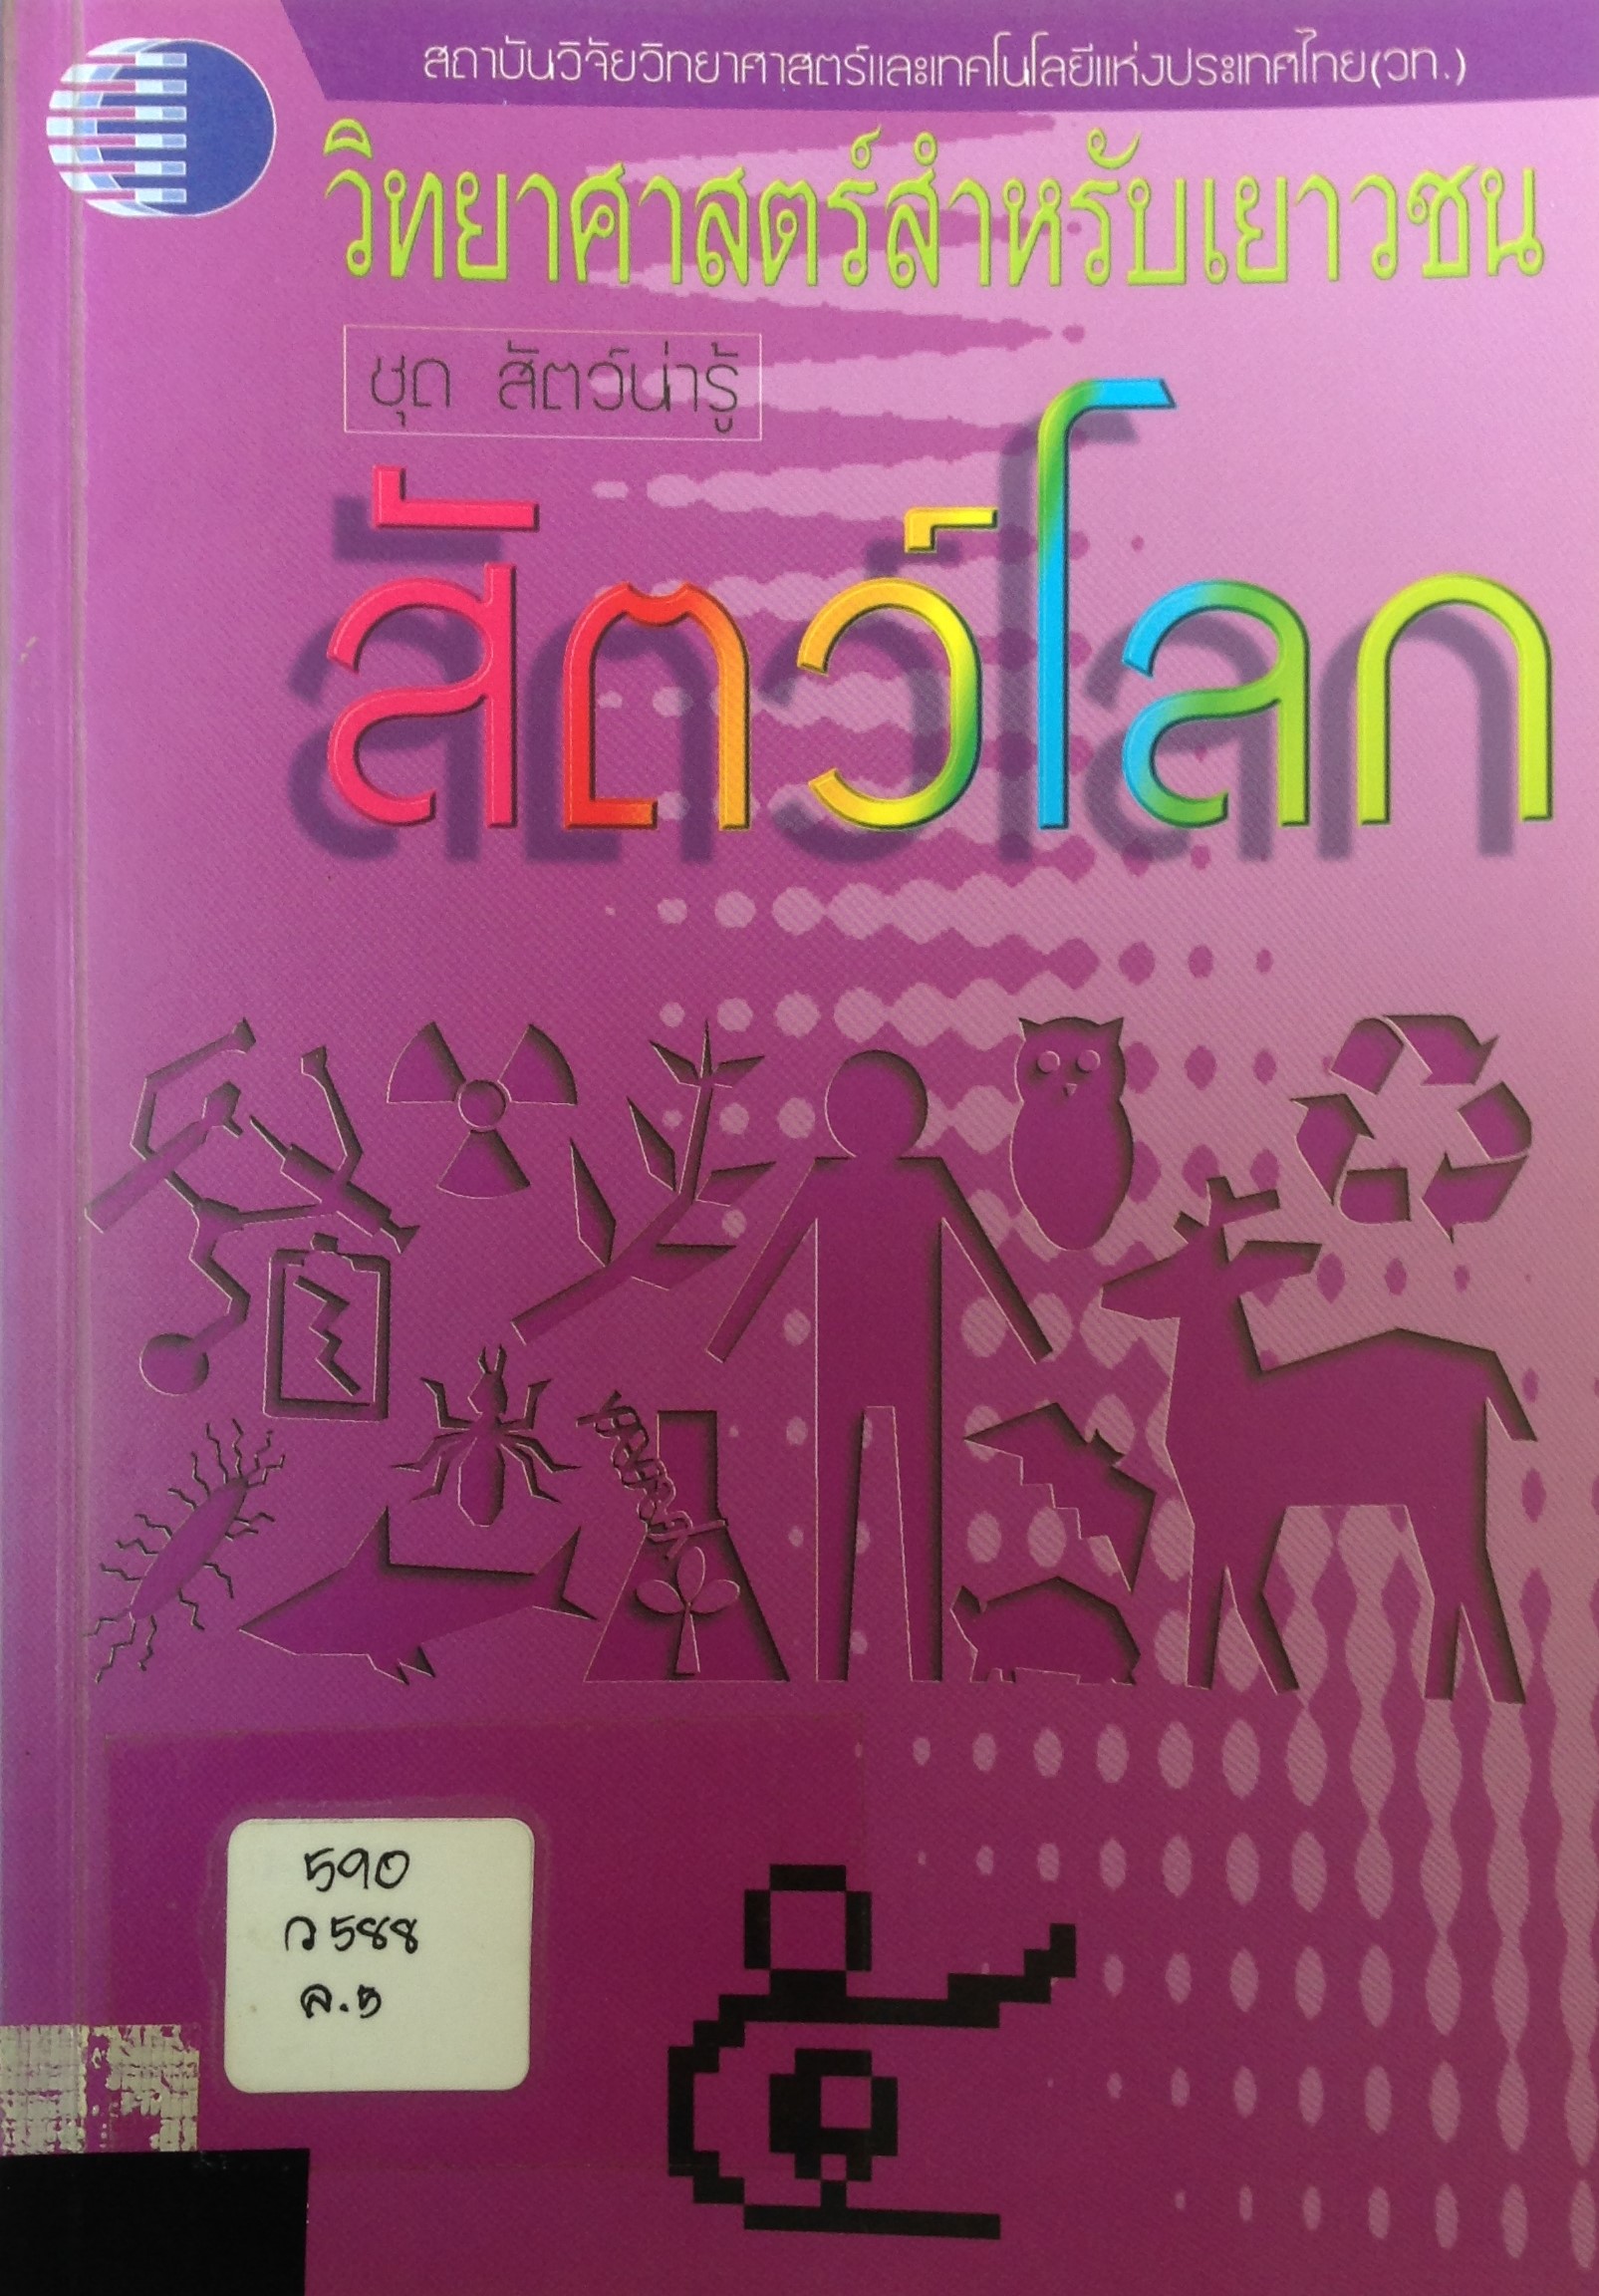 สถาบันวิจัยวิทยาศาสตร์และเทคโนโลยีแห่งประเทศไทย(วท.)
วิทยาศาสตร์สำหรับเยาวชน
ชุด สัตว์น่ารู้
สัตว์โลก
590
ว588
ล.5
๕